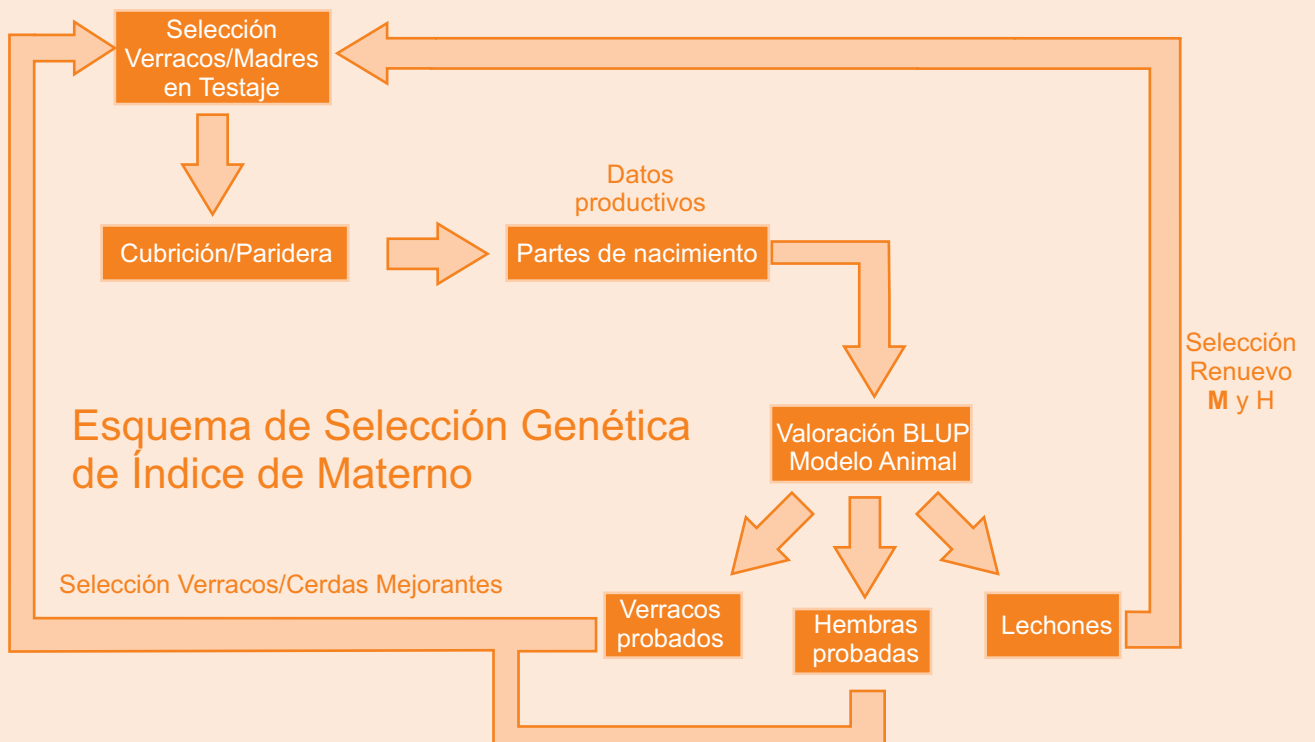 Selección
Verracos/Madres
en Testaje
Datos
productivos
Cubrición/Paridera
Partes de nacimiento
Selección
Renuevo
M y H
Esquema de Selección Genética
de Índice de Materno
Valoración BLUP
Modelo Animal
Selección Verracos/Cerdas Mejorantes
Verracos
probados
Hembras
probadas
Lechones